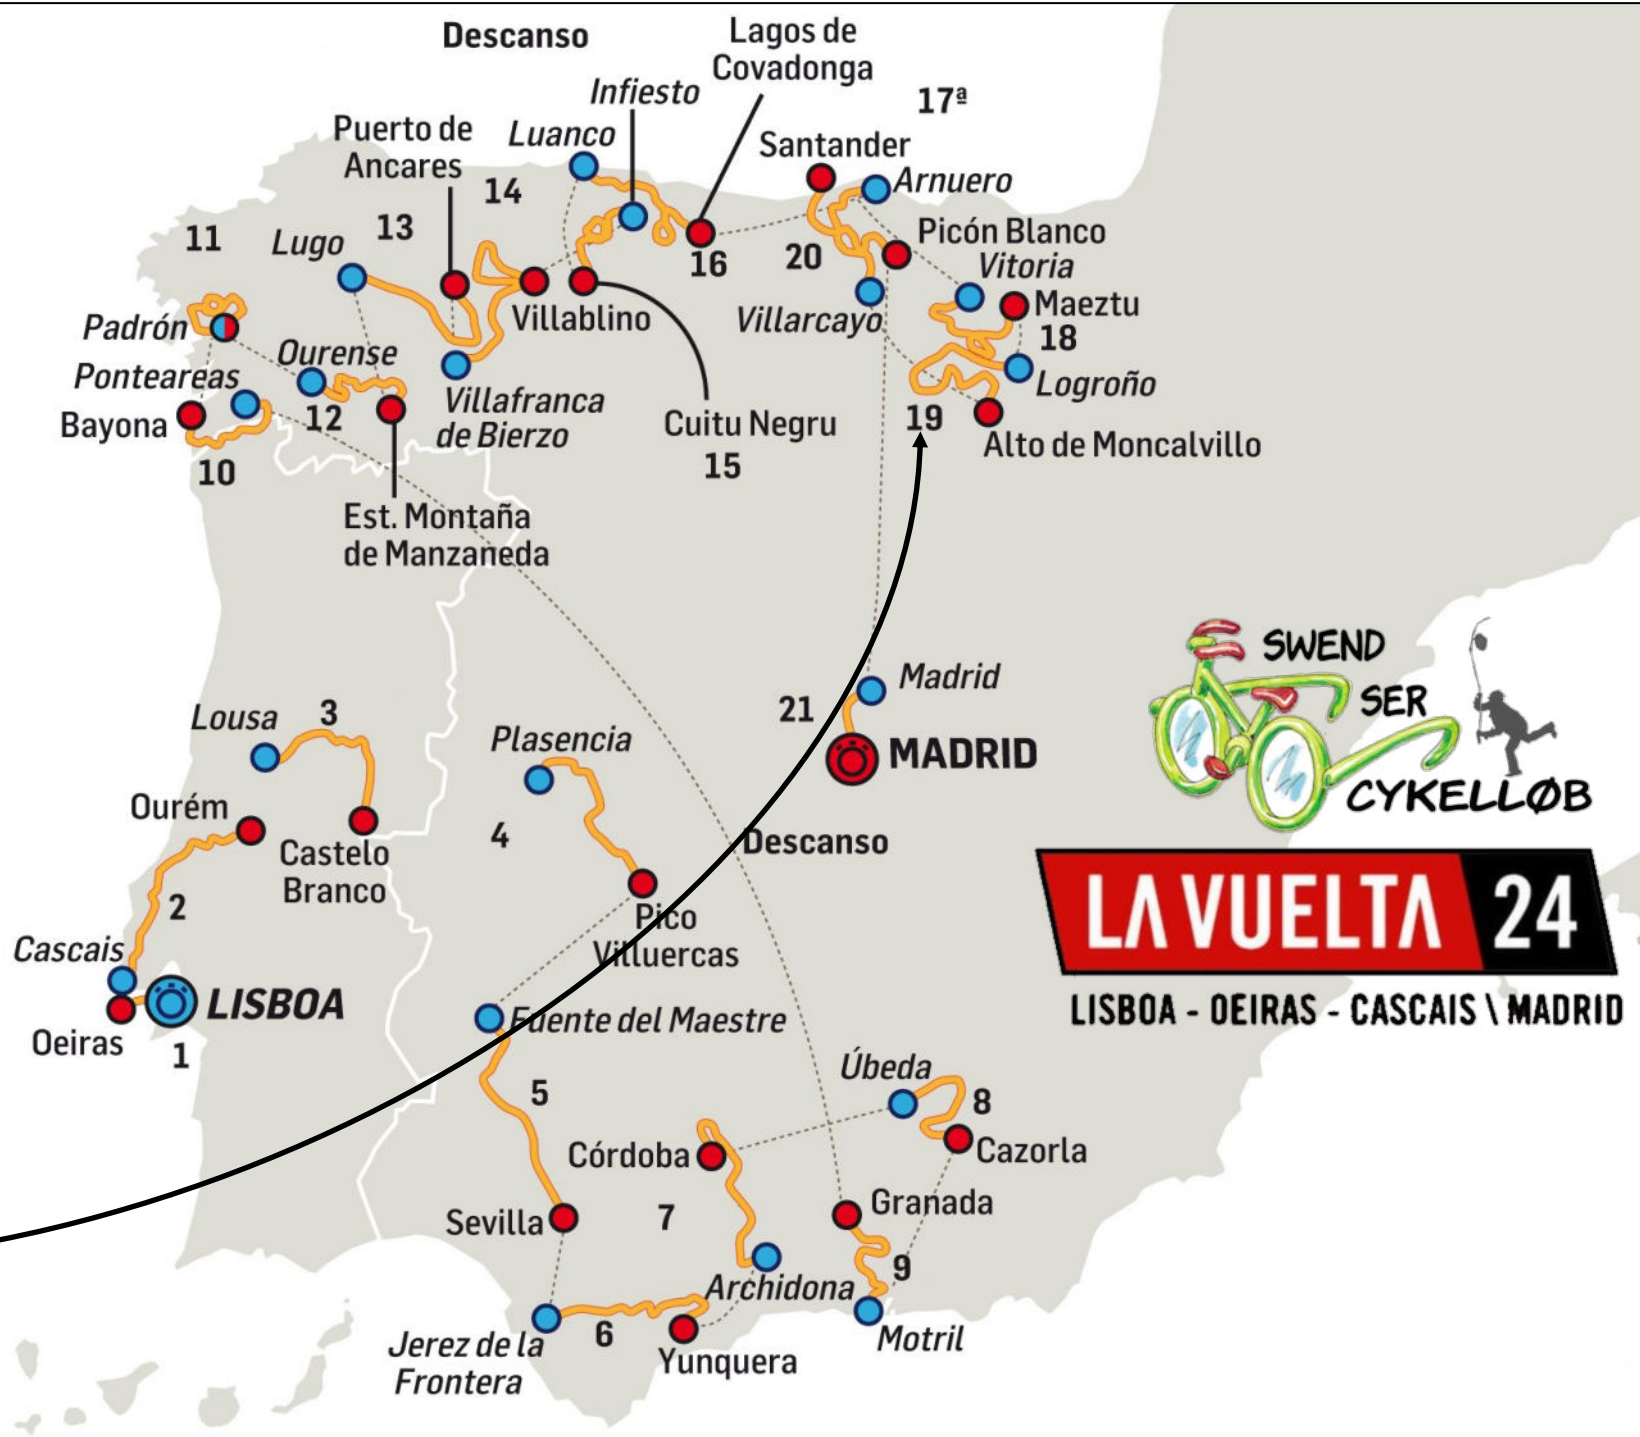 Descanso
Lagos de
Covadonga
Infiesto
17ª
Puerto de
Ancares
Luanco
Santander
Arnuero
14
13
11
Lugo
Picón Blanco
Vitoria
20
16
Maeztu
Villablino
Villarcayo
Padrón
18
Ourense
Ponteareas
Logroño
Bayona
12
Villafranca
de Bierzo
Cuitu Negru
15
19
Alto de Moncalvillo
10
Est. Montaña
de Manzaneda
SWEND
SER
CYKELLØB
Madrid
21
MADRID
Lousa
3
Plasencia
Ourém
4
Descanso
Castelo
Branco
2
Pico
Villuercas
LA VUELTA 24
Cascais
LISBOA
LISBOA - OEIRAS - CASCAIS \ MADRID
Oeiras
1
Fuente del Maestre
Úbeda
5
8
Córdoba
Cazorla
Sevilla
7
Granada
9
Archidona
Jerez de la
Frontera
6
Yunquera
Motril